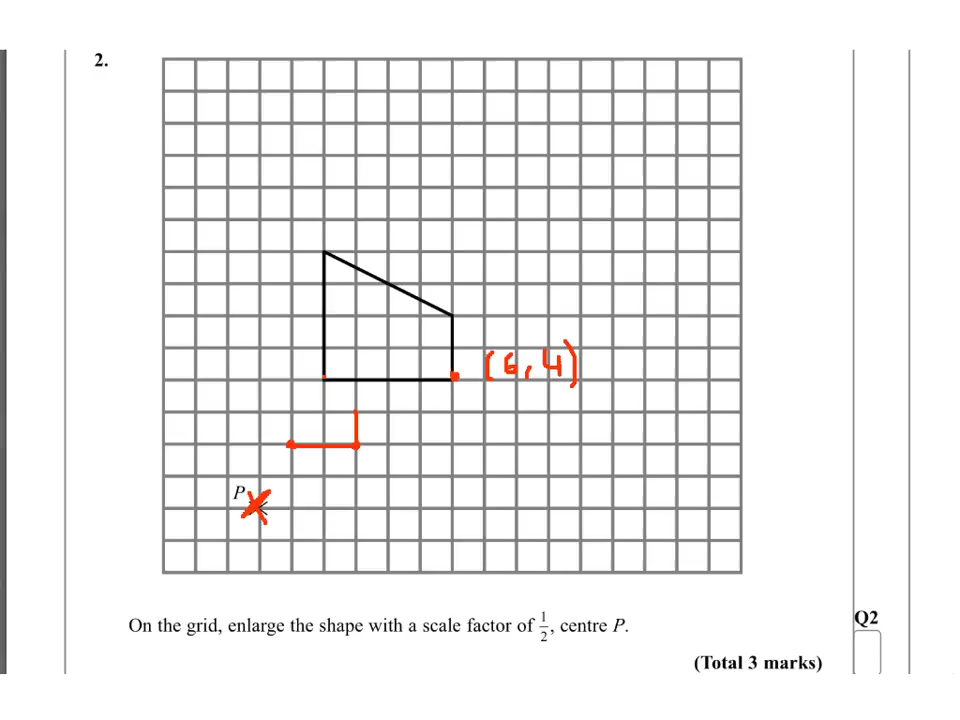 2.
(6,4)
P
On the grid, enlarge the shape with a scale factor of 1/2, centre P.
Q2
(Total 3 marks)